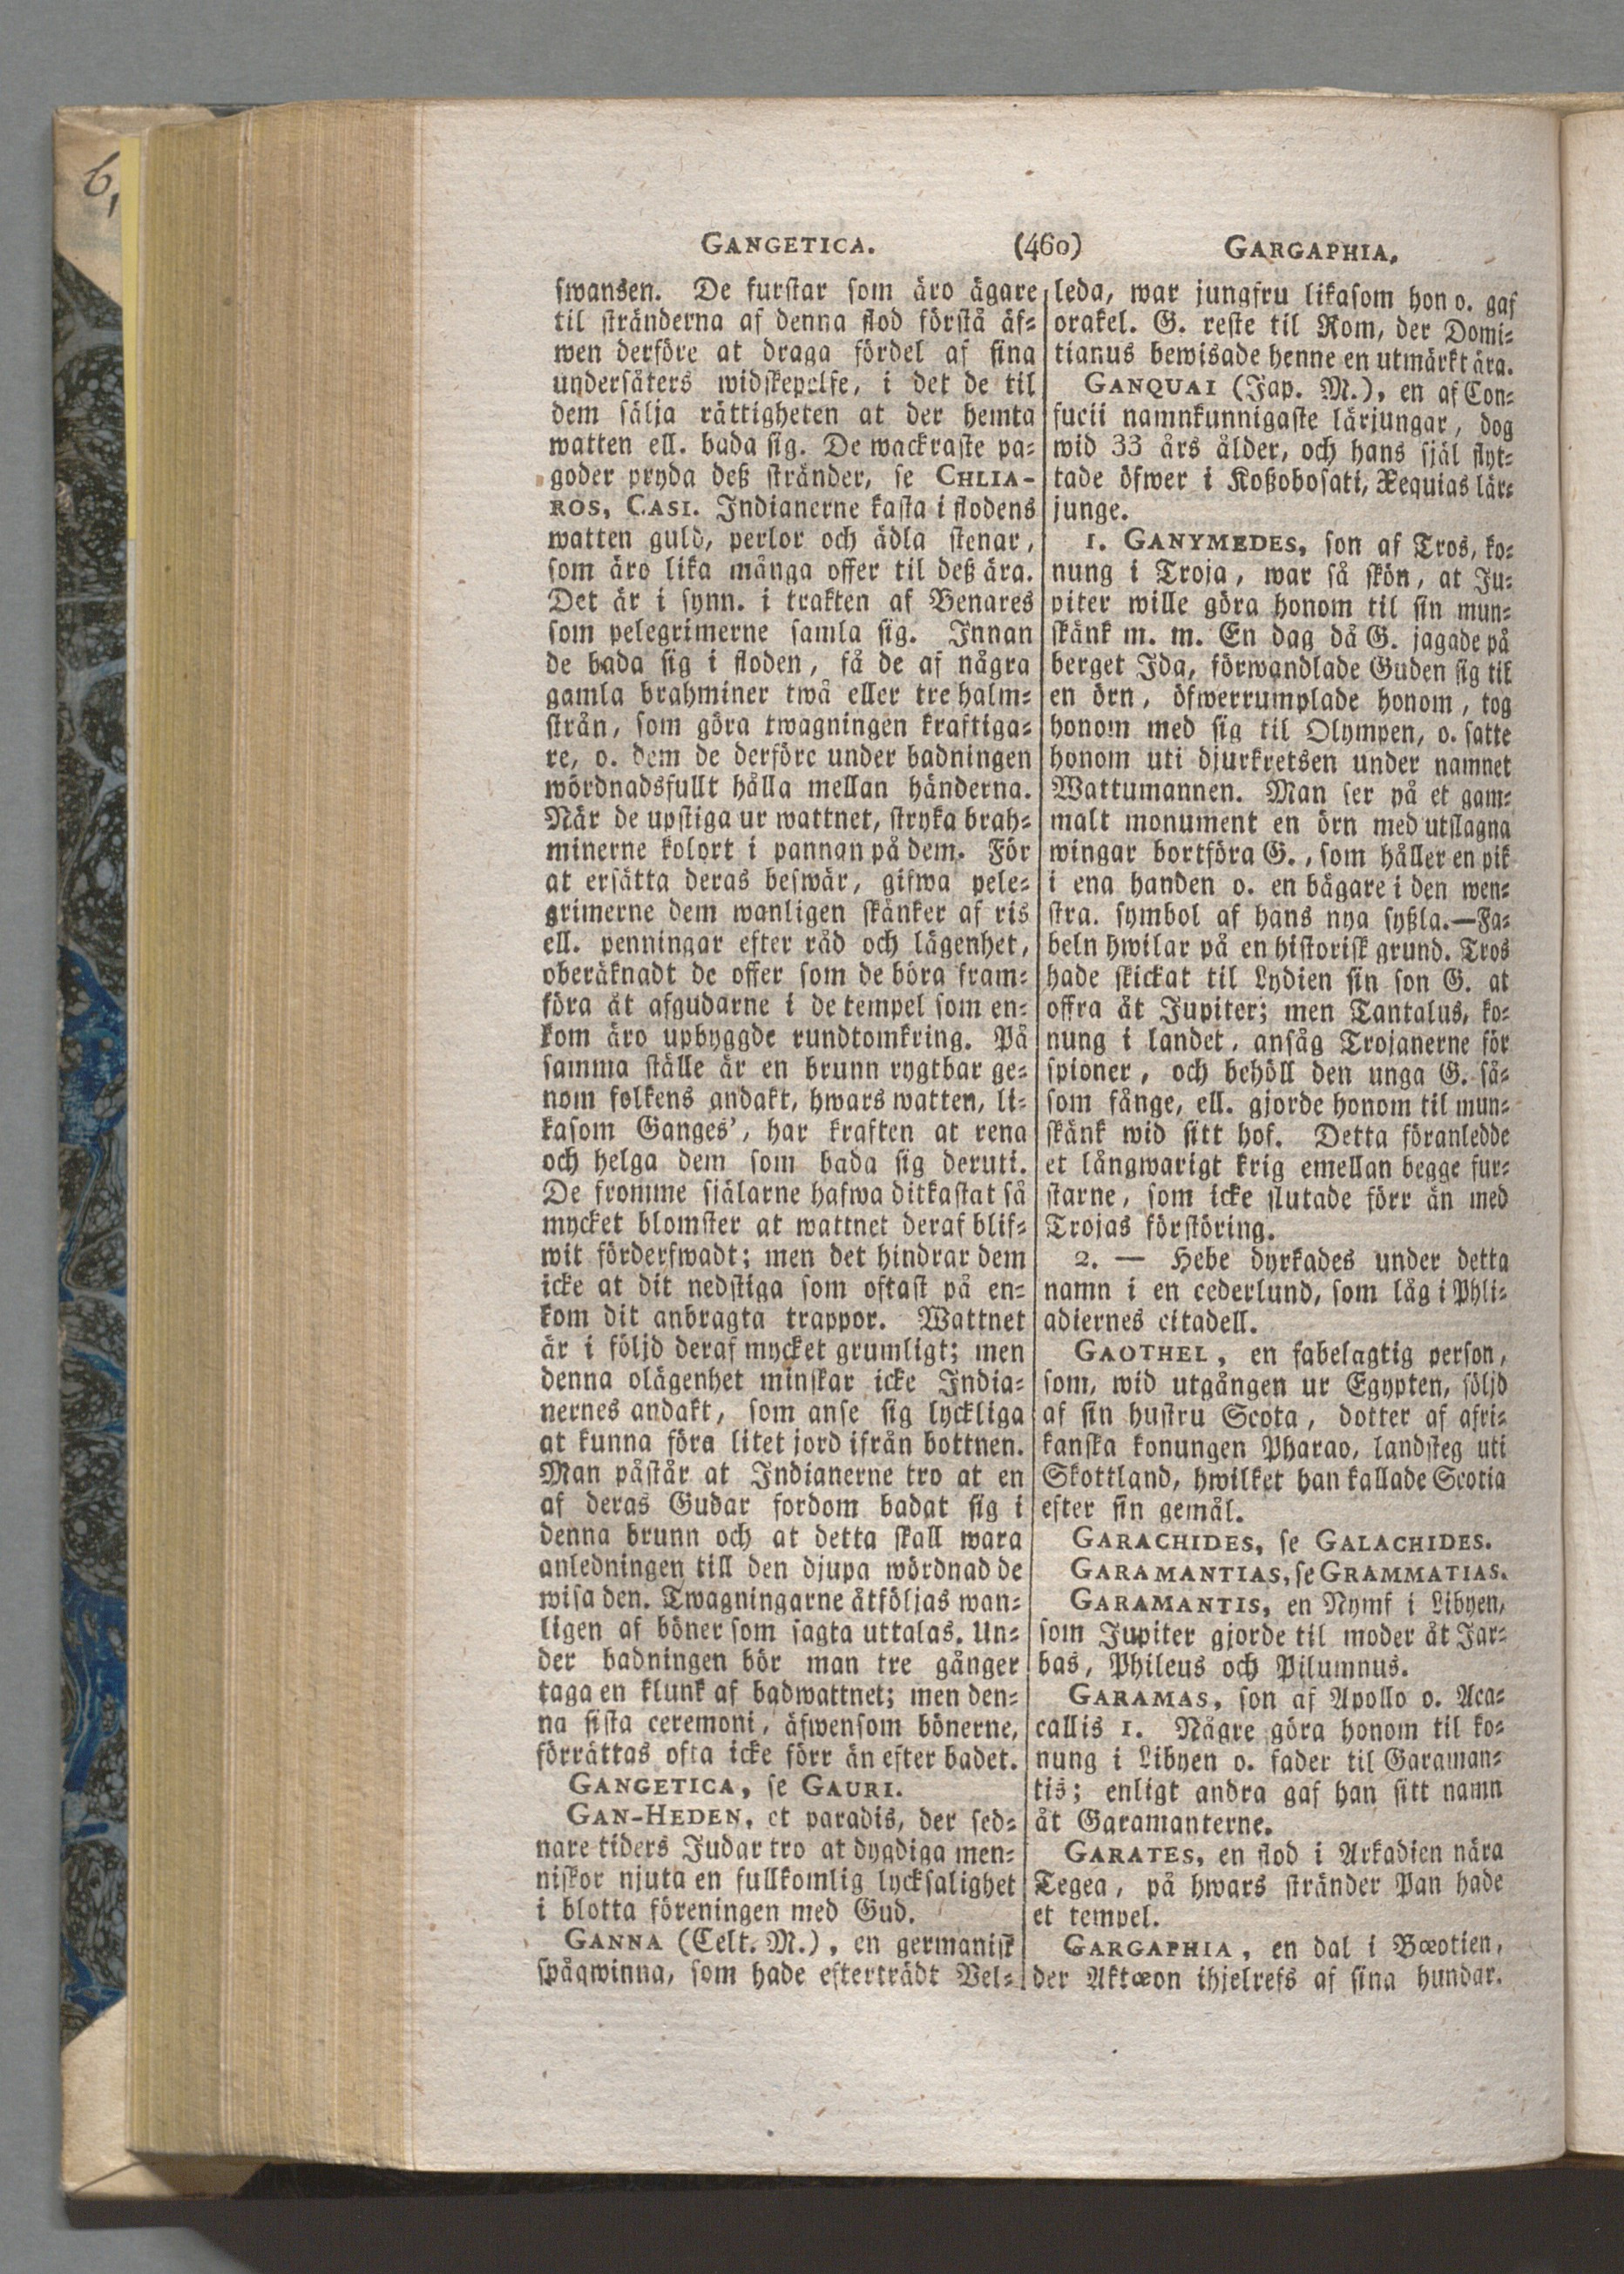 b,
GANGETICA. (460) GARGAPHIA,
swansen. De furstar som äro ägare
til stränderna af denna flod förstå äf-
wen derföre at draga fördel af sina
undersåters widskepelse, i det de til
dem sälja rättigheten at der hemta
watten ell. bada sig. De wackraste pa-
goder pryda deß stränder, se CHLIA-
ROS, CASI. Indianerne kasta i flodens
watten guld, perlor och ädla stenar,
som äro lika många offer til deß ära.
Det är i synn. i trakten af Benares
som pelegrimerne samla sig. Innan
de bada sig i floden, få de af några
gamla brahminer twå eller tre halm-
strån, som göra twagningen kraftiga-
re, o. dem de derföre under badningen
wördnadsfullt hålla mellan händerna.
När de upstiga ur wattnet, stryka brah-
minerne kolort i pannan på dem. För
at ersätta deras beswär, gifwa pele-
grimerne dem wanligen skänker af ris
ell. penningar efter råd och lägenhet,
oberäknadt de offer som de böra fram-
föra åt afgudarne i de tempel som en-
kom äro upbyggde rundtomkring. På
samma ställe är en brunn rygtbar ge-
nom folkens andakt, hwars watten, li-
kasom Ganges', har kraften at rena
och helga dem som bada sig deruti.
De fromme själarne hafwa ditkastat så
mycket blomster at wattnet deraf blif-
wit förderfwadt; men det hindrar dem
icke at dit nedstiga som oftast på en-
kom dit anbragta trappor. Wattnet
är i följd deraf mycket grumligt; men
denna olägenhet minskar icke India-
nernes andakt, som anse sig lyckliga
at kunna föra litet jord ifrån bottnen.
Man påstår at Indianerne tro at en
af deras Gudar fordom badat sig i
denna brunn och at detta skall wara
anledningen till den djupa wördnad de
wisa den. Twagningarne åtföljas wan-
ligen af böner som sagta uttalas. Un-
der badningen bör man tre gånger
taga en klunk af badwattnet; men den-
na sista ceremoni, äfwensom bönerne,
förrättas ofta icke förr än efter badet.
GANGETICA, se GAURI.
GAN-HEDEN, et paradis, der sed-
nare tiders Judar tro at dygdiga men-
niskor njuta en fullkomlig lycksalighet
i blotta föreningen med Gud.
GANNA (Celt. M.), en germanisk
spåqwinna, som hade efterträdt Vel-
leda, war jungfru likasom hon o. gaf
orakel. G. reste til Rom, der Domi-
tianus bewisade henne en utmärkt ära.
GANQUAI (Jap. M.), en af Con-
fucii namnkunnigaste lärjungar, dog
wid 33 års ålder, och hans själ flyt-
tade öfwer i Koßobosati, Xequias lär-
junge.
1. GANYMEDES, son af Tros, ko-
nung i Troja, war så skön, at Ju-
piter wille göra honom til sin mun-
skänk m. m. En dag då G. jagade på
berget Ida, förwandlade Guden sig til
en örn, öfwerrumplade honom, tog
honom med sig til Olympen, o. satte
honom uti djurkretsen under namnet
Wattumannen. Man ser på et gam-
malt monument en örn med utslagna
wingar bortföra G., som håller en pik
i ena handen o. en bägare i den wen-
stra. symbol af hans nya syßla.—Fa-
beln hwilar på en historisk grund. Tros
hade skickat til Lydien sin son G. at
offra åt Jupiter; men Tantalus, ko-
nung i landet, ansåg Trojanerne för
spioner, och behöll den unga G. så-
som fånge, ell. gjorde honom til mun-
skänk wid sitt hof. Detta föranledde
et långwarigt krig emellan begge fur-
starne, som icke slutade förr än med
Trojas förstöring.
2. — Hebe dyrkades under detta
namn i en cederlund, som låg i Phli-
adiernes citadell.
GAOTHEL, en fabelagtig person,
som, wid utgången ur Egypten, följd
af sin hustru Scota, dotter af afri-
kanska konungen Pharao, landsteg uti
Skottland, hwilket han kallade Scotia
efter sin gemål.
GARACHIDES, se GALACHIDES.
GARAMANTIAS, se GRAMMATIAS.
GARAMANTIS, en Nymf i Libyen,
som Jupiter gjorde til moder åt Jar-
bas, Phileus och Pilumnus.
GARAMAS, son af Apollo o. Aca-
callis 1. Någre göra honom til ko-
nung i Libyen o. fader til Garaman-
tis; enligt andra gaf han sitt namn
åt Garamanterne.
GARATES, en flod i Arkadien nära
Tegea, på hwars stränder Pan hade
et tempel.
GARGAPHIA, en dal i Bœotien,
der Aktœon ihjelrefs af sina hundar.